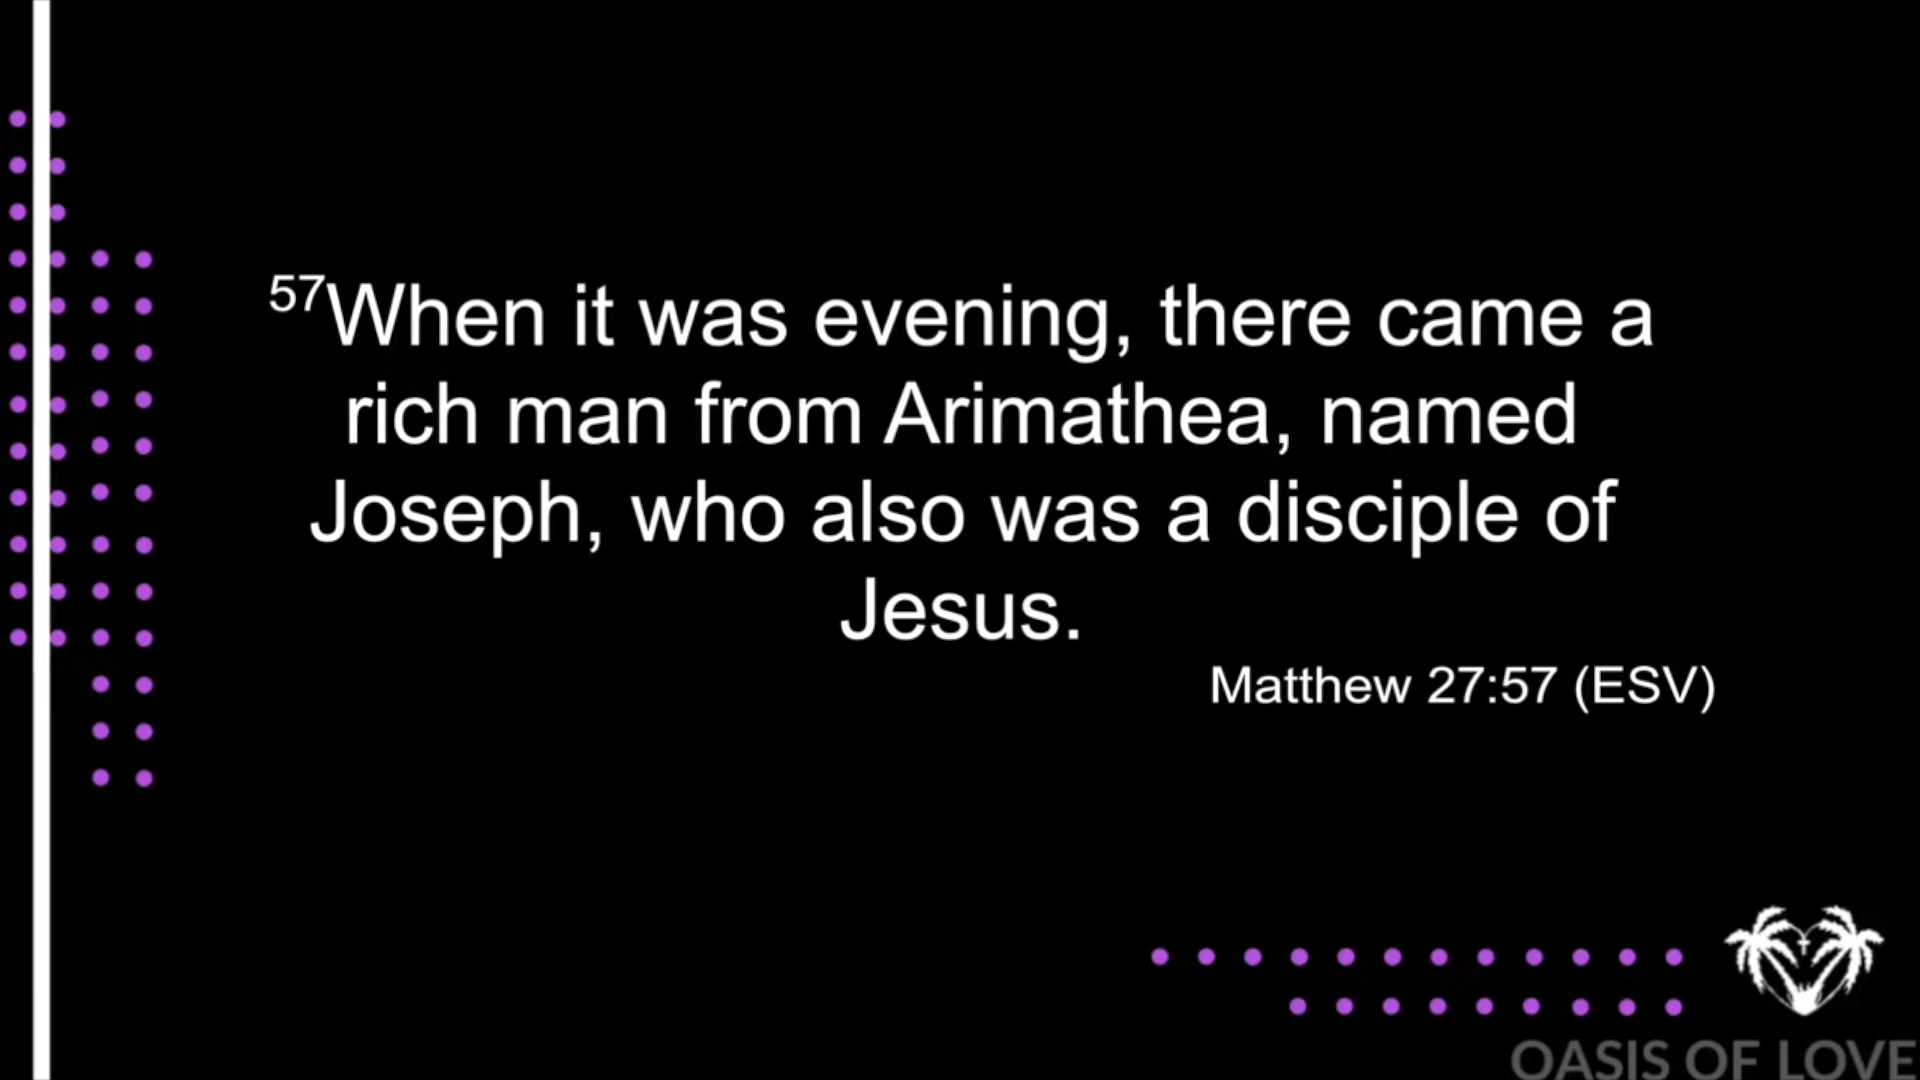 57When it was evening, there came a
rich man from Arimathea, named
Joseph, who also was a disciple of
Jesus.
Matthew 27:57 (ESV)
OASIS OF LOVE